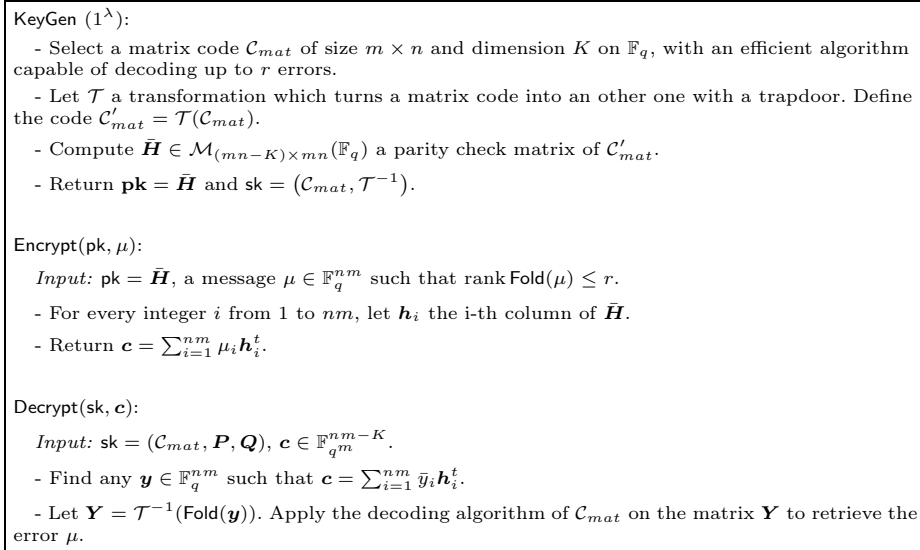 KeyGen (1^λ):
- Select a matrix code 𝒞_mat of size m × n and dimension K on 𝔽_q, with an efficient algorithm
capable of decoding up to r errors.
- Let 𝒯 a transformation which turns a matrix code into an other one with a trapdoor. Define
the code 𝒞′_mat = 𝒯(𝒞_mat).
- Compute H̄ ∈ ℳ_{(mn−K)×mn}(𝔽_q) a parity check matrix of 𝒞′_mat.
- Return pk = H̄ and sk = (𝒞_mat, 𝒯^{−1}).
Encrypt(pk, μ):
Input: pk = H̄, a message μ ∈ 𝔽_q^{nm} such that rank Fold(μ) ≤ r.
- For every integer i from 1 to nm, let h_i the i-th column of H̄.
- Return c = ∑_{i=1}^{nm} μ_i h_i^t.
Decrypt(sk, c):
Input: sk = (𝒞_mat, P, Q), c ∈ 𝔽_{q^m}^{nm−K}.
- Find any y ∈ 𝔽_q^{nm} such that c = ∑_{i=1}^{nm} ȳ_i h_i^t.
- Let Y = 𝒯^{−1}(Fold(y)). Apply the decoding algorithm of 𝒞_mat on the matrix Y to retrieve the
error μ.